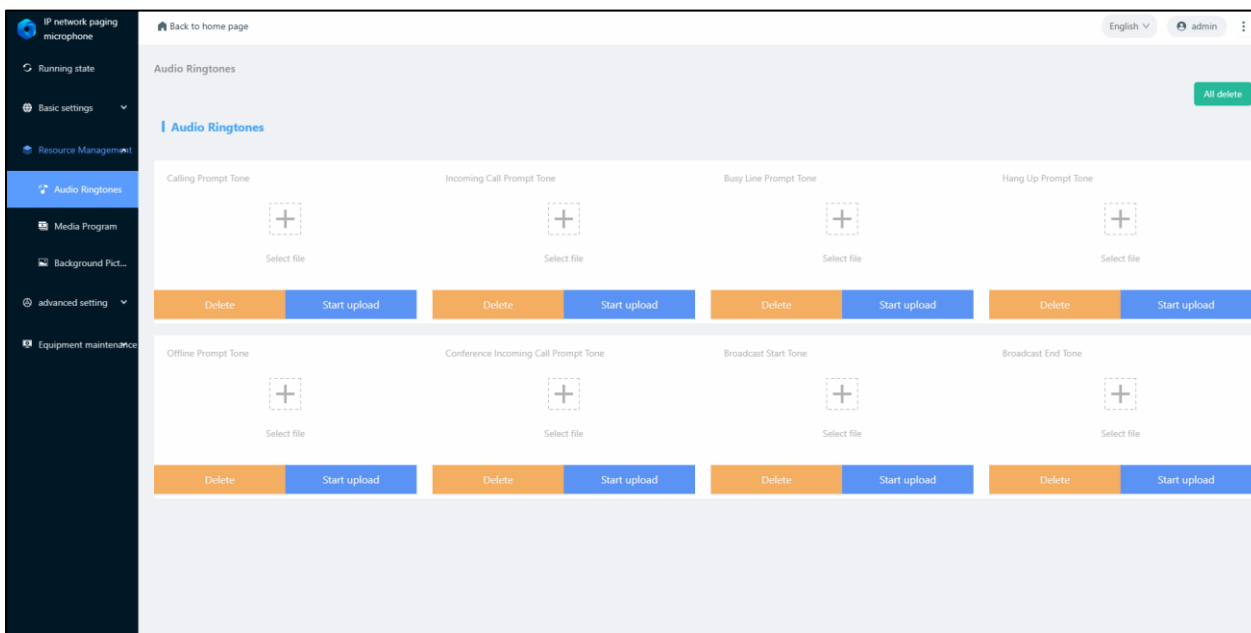 IP network paging
microphone
Back to home page
English
admin
Running state
Basic settings
Resource Management
Audio Ringtones
Media Program
Background Pict...
advanced setting
Equipment maintenance
Audio Ringtones
All delete
Audio Ringtones
Calling Prompt Tone
Incoming Call Prompt Tone
Busy Line Prompt Tone
Hang Up Prompt Tone
Select file
Select file
Select file
Select file
Delete
Start upload
Delete
Start upload
Delete
Start upload
Delete
Start upload
Offline Prompt Tone
Conference Incoming Call Prompt Tone
Broadcast Start Tone
Broadcast End Tone
Select file
Select file
Select file
Select file
Delete
Start upload
Delete
Start upload
Delete
Start upload
Delete
Start upload